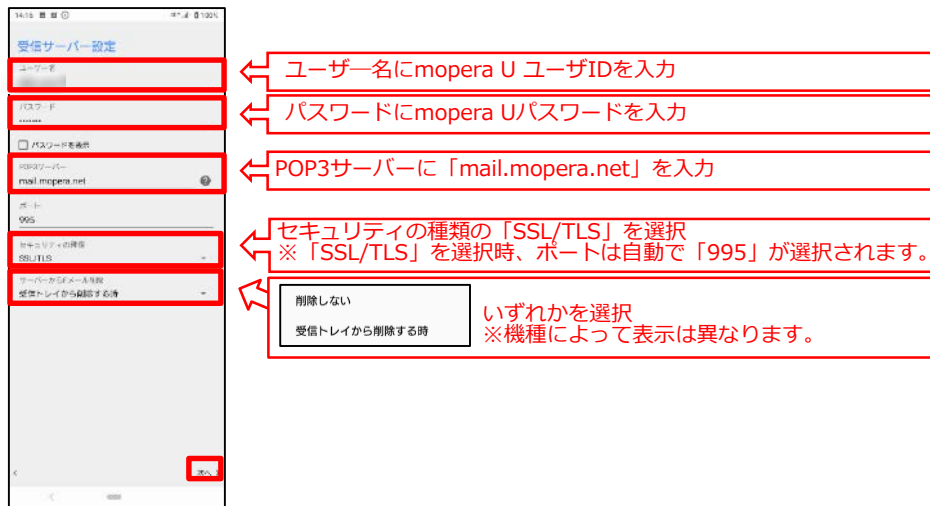 14:15
100%
受信サーバー設定
ユーザー名
パスワード
パスワードを表示
POP3サーバー
mail.mopera.net
ポート
995
セキュリティの種類
SSL/TLS
サーバーからEメール削除
受信トレイから削除する時
次へ
ユーザ―名にmopera U ユーザIDを入力
パスワードにmopera Uパスワードを入力
POP3サーバーに「mail.mopera.net」を入力
セキュリティの種類の「SSL/TLS」を選択
※「SSL/TLS」を選択時、ポートは自動で「995」が選択されます。
削除しない
受信トレイから削除する時
いずれかを選択
※機種によって表示は異なります。